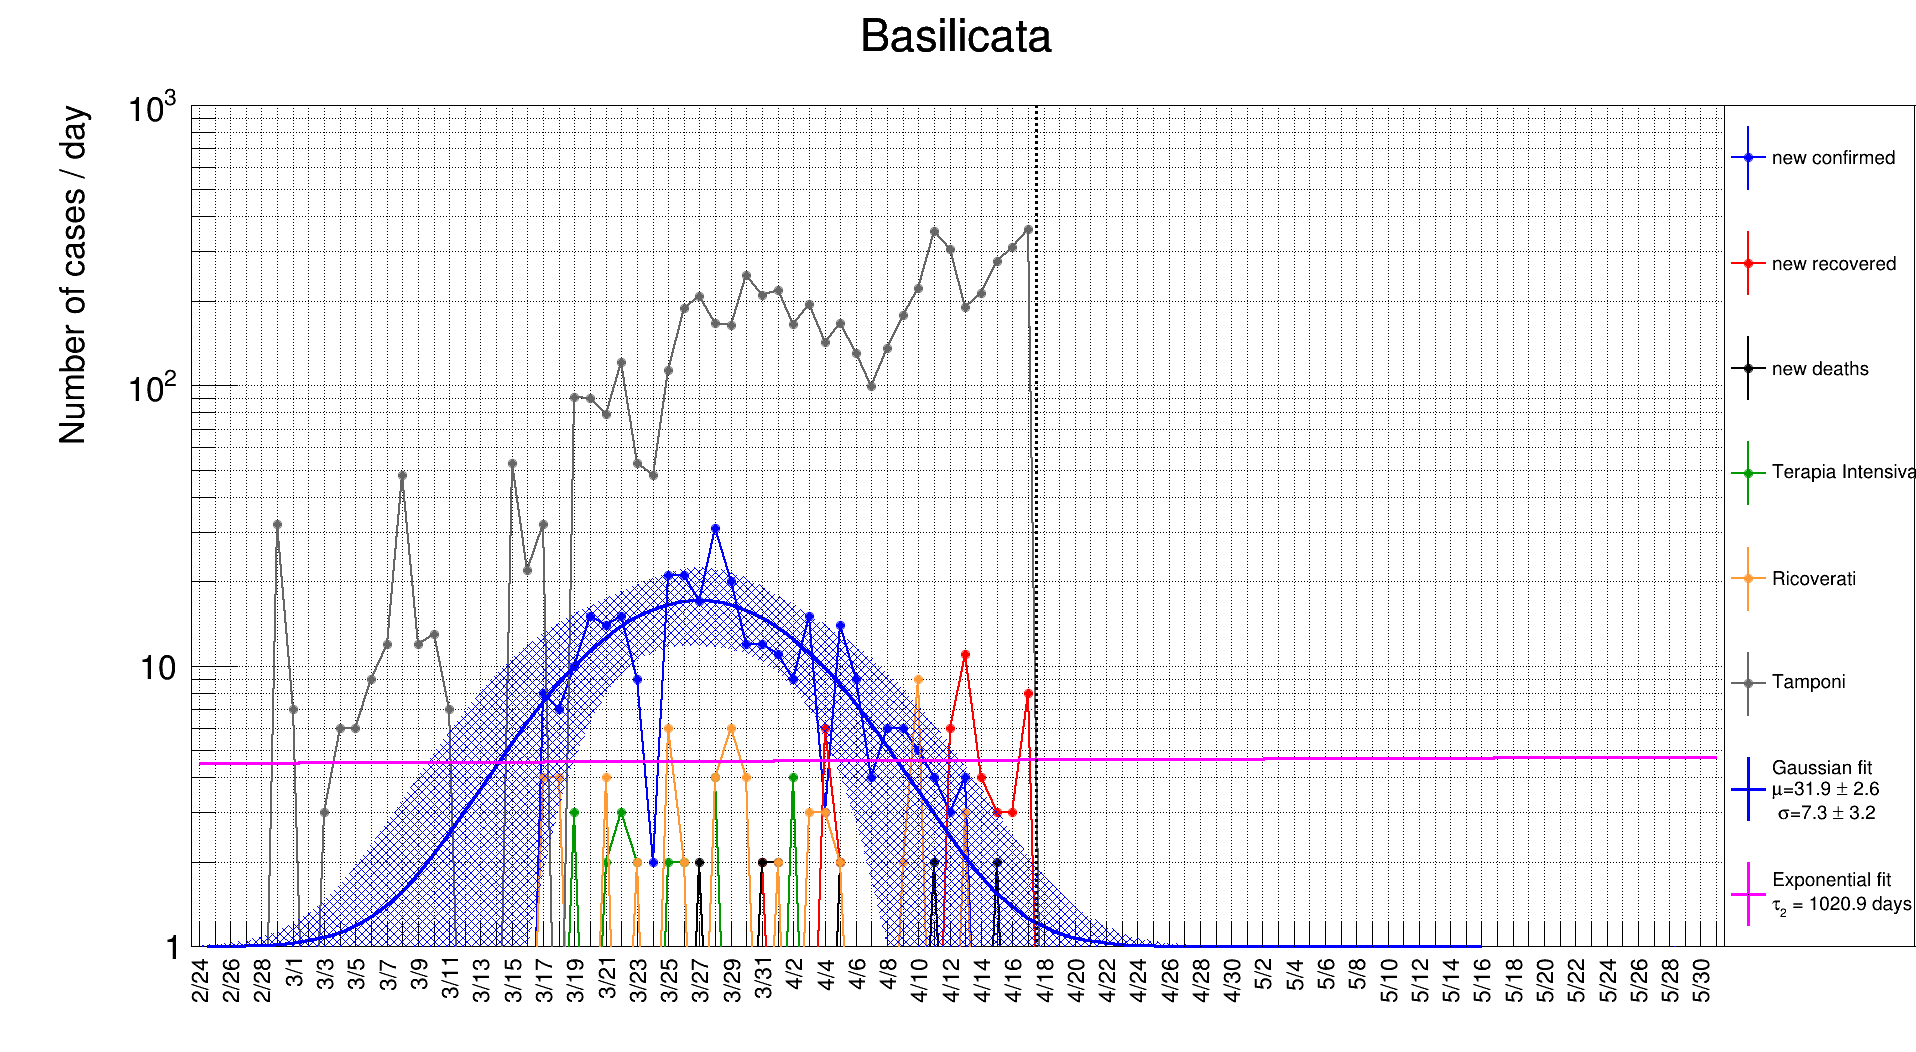 Basilicata
Number of cases / day
10³
10²
10
1
2/24 2/26 2/28 3/1 3/3 3/5 3/7 3/9 3/11 3/13 3/15 3/17 3/19 3/21 3/23 3/25 3/27 3/29 3/31 4/2 4/4 4/6 4/8 4/10 4/12 4/14 4/16 4/18 4/20 4/22 4/24 4/26 4/28 4/30 5/2 5/4 5/6 5/8 5/10 5/12 5/14 5/16 5/18 5/20 5/22 5/24 5/26 5/28 5/30
new confirmed
new recovered
new deaths
Terapia Intensiva
Ricoverati
Tamponi
Gaussian fit
μ=31.9 ± 2.6
σ=7.3 ± 3.2
Exponential fit
τ₂ = 1020.9 days